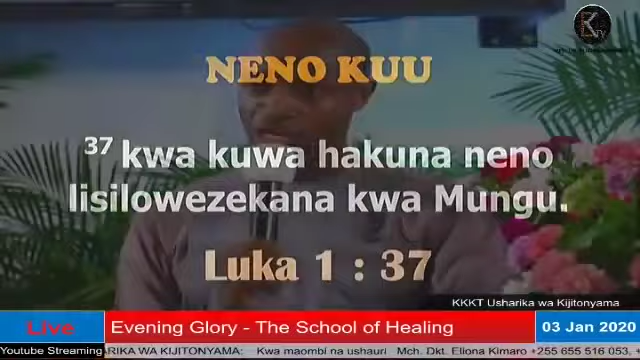 NENO KUU
37 kwa kuwa hakuna neno
lisilowezekana kwa Mungu.
Luka 1 : 37
KKKT Usharika wa Kijitonyama
Live
Evening Glory - The School of Healing
03 Jan 2020
Youtube Streaming
ARIKA WA KIJITONYAMA: Kwa maombi na ushauri Mch. Dkt. Eliona Kimaro +255 655 516 053